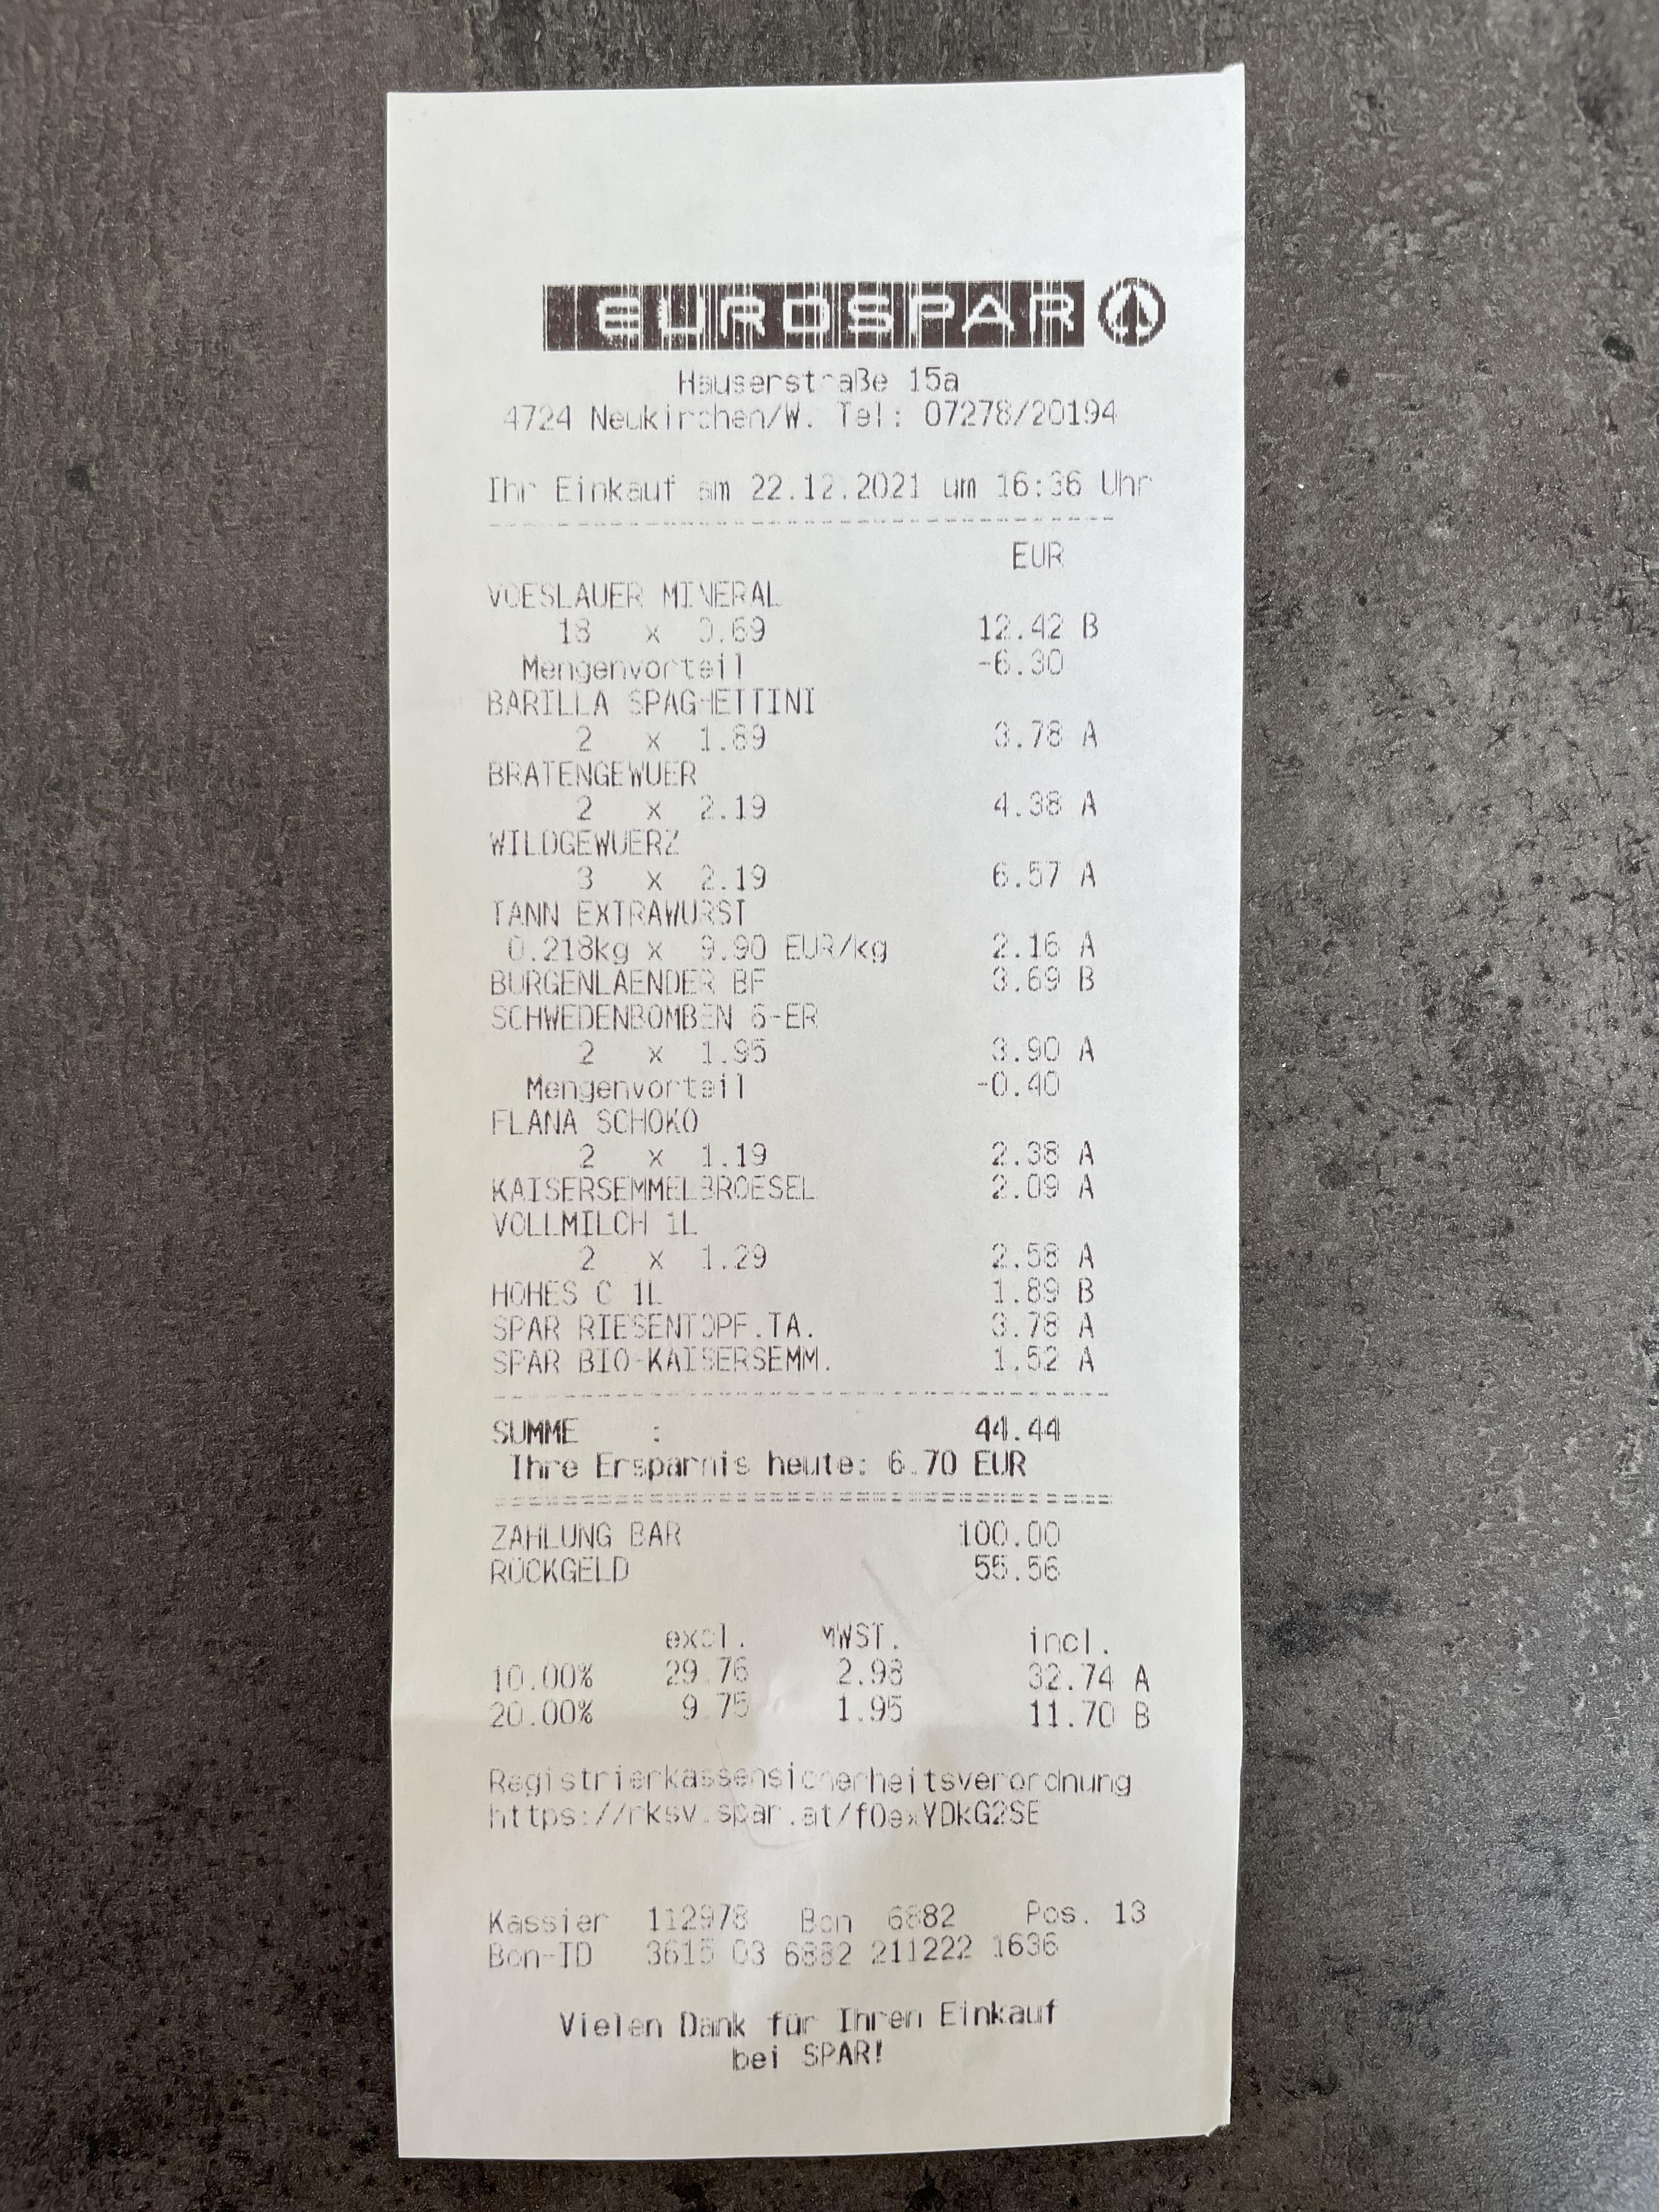 EUROSPAR
Hauserstraße 15a
4724 Neukirchen/W. Tel: 07278/20194
Ihr Einkauf am 22.12.2021 um 16:36 Uhr
EUR
VOESLAUER MINERAL
18 x 0.69 12.42 B
Mengenvorteil -6.30
BARILLA SPAGHETTINI
2 x 1.89 3.78 A
BRATENGEWUER
2 x 2.19 4.38 A
WILDGEWUERZ
3 x 2.19 6.57 A
TANN EXTRAWURST
0.218kg x 9.90 EUR/kg 2.16 A
BURGENLAENDER BF 3.69 B
SCHWEDENBOMBEN 6-ER
2 x 1.95 3.90 A
Mengenvorteil -0.40
FLANA SCHOKO
2 x 1.19 2.38 A
KAISERSEMMELBROESEL 2.09 A
VOLLMILCH 1L
2 x 1.29 2.58 A
HOHES C 1L 1.89 B
SPAR RIESENTOPF.TA. 3.78 A
SPAR BIO-KAISERSEMM. 1.52 A
SUMME : 44.44
Ihre Ersparnis heute: 6.70 EUR
ZAHLUNG BAR 100.00
RÜCKGELD 55.56
excl. MWST. incl.
10.00% 29.76 2.98 32.74 A
20.00% 9.75 1.95 11.70 B
Registrierkassensicherheitsverordnung
https://rksv.spar.at/f0exYDkG2SE
Kassier 112978 Bon 6882 Pos. 13
Bon-ID 3615 03 6882 211222 1636
Vielen Dank für Ihren Einkauf
bei SPAR!